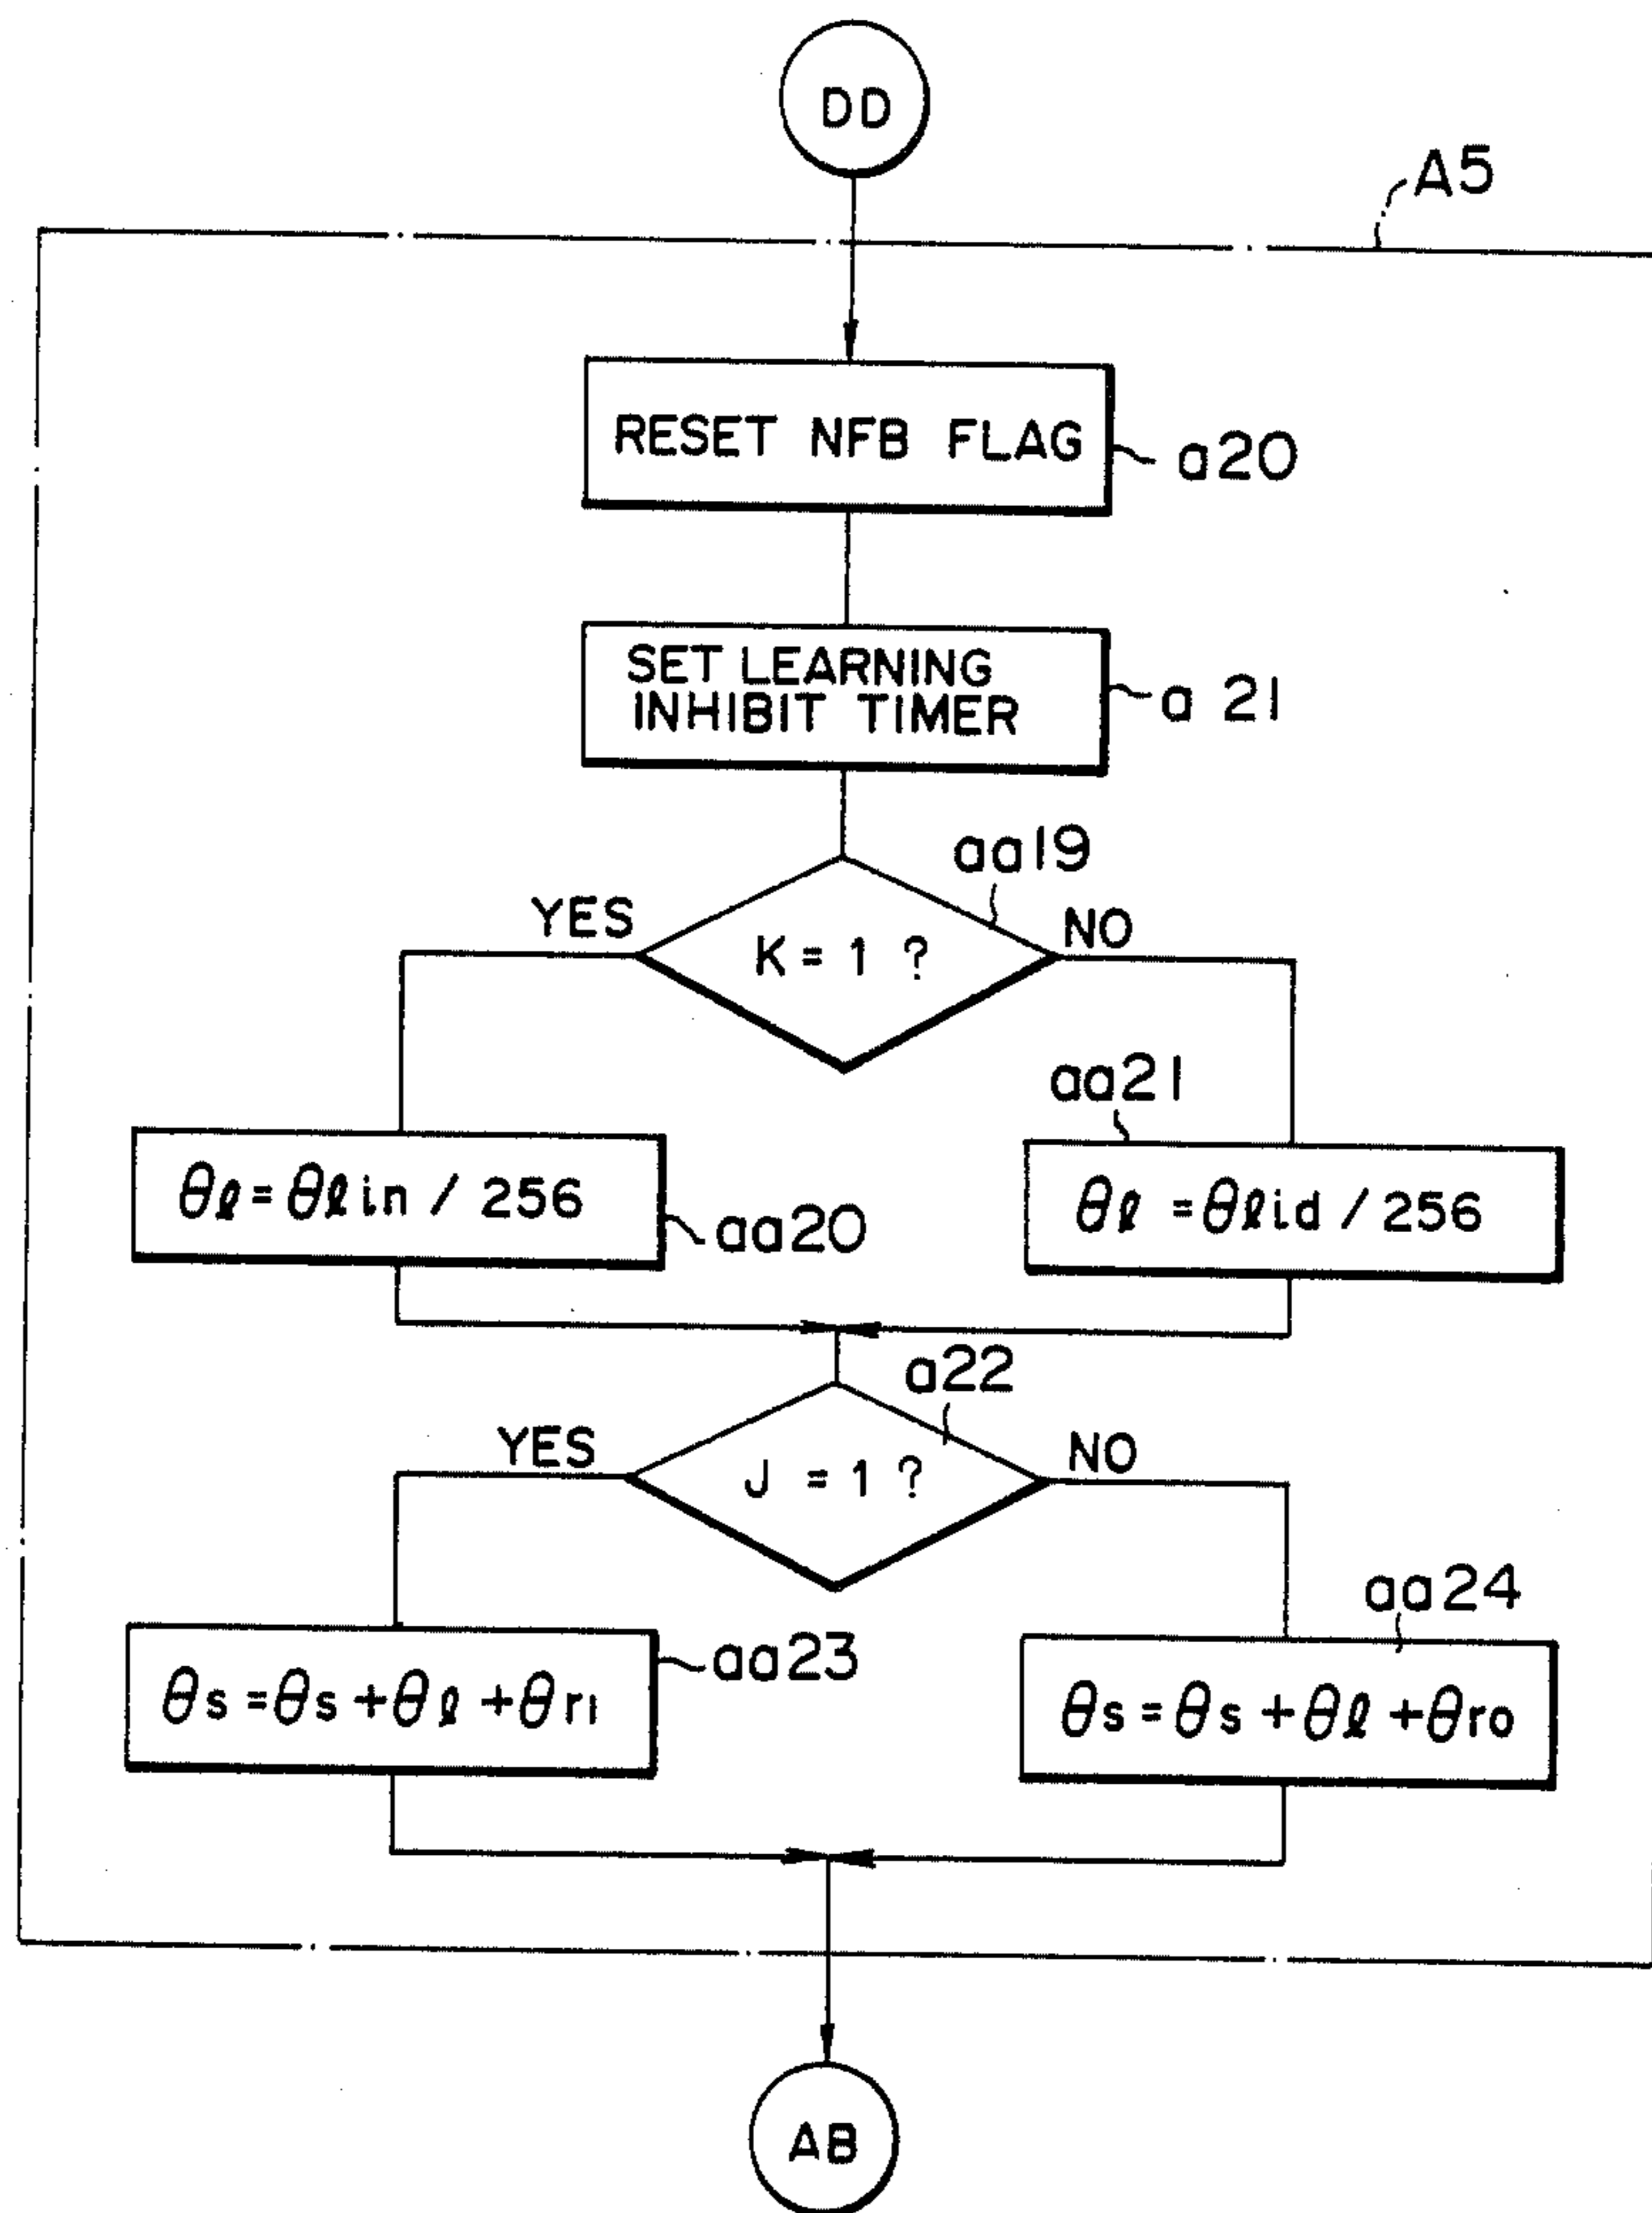 DD
A5
RESET NFB FLAG
a20
SET LEARNING
INHIBIT TIMER
a 21
aa19
YES
K = 1 ?
NO
aa21
θℓ = θℓin / 256
aa20
θℓ = θℓid / 256
a22
YES
J = 1 ?
NO
aa24
θs = θs + θℓ + θri
aa23
θs = θs + θℓ + θro
AB